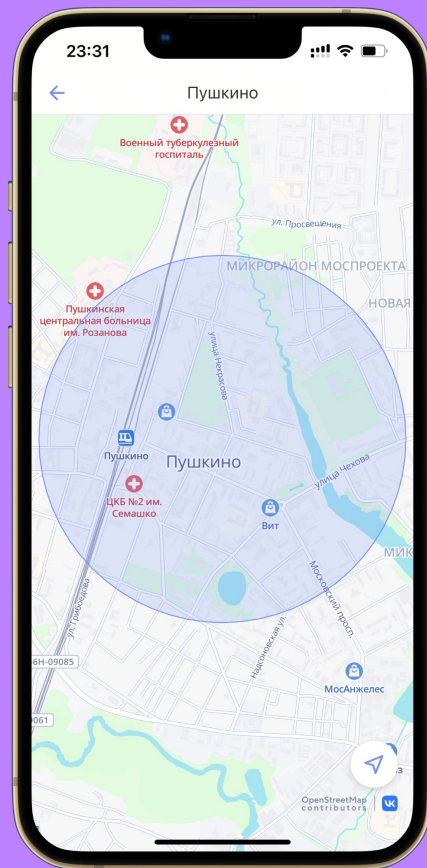 23:31
Пушкино
Военный туберкулезный
госпиталь
ул. Просвещения
МИКРОРАЙОН МОСПРОЕКТА
НОВАЯ
Пушкинская
центральная больница
им. Розанова
улица Некрасова
Пушкино
Пушкино
улица Чехова
ЦКБ №2 им.
Семашко
Вит
МИК
Московский просп.
ул. Грибоедова
Надсоновская ул.
6Н-09085
МосАнжелес
9061
аз
OpenStreetMap
contributors